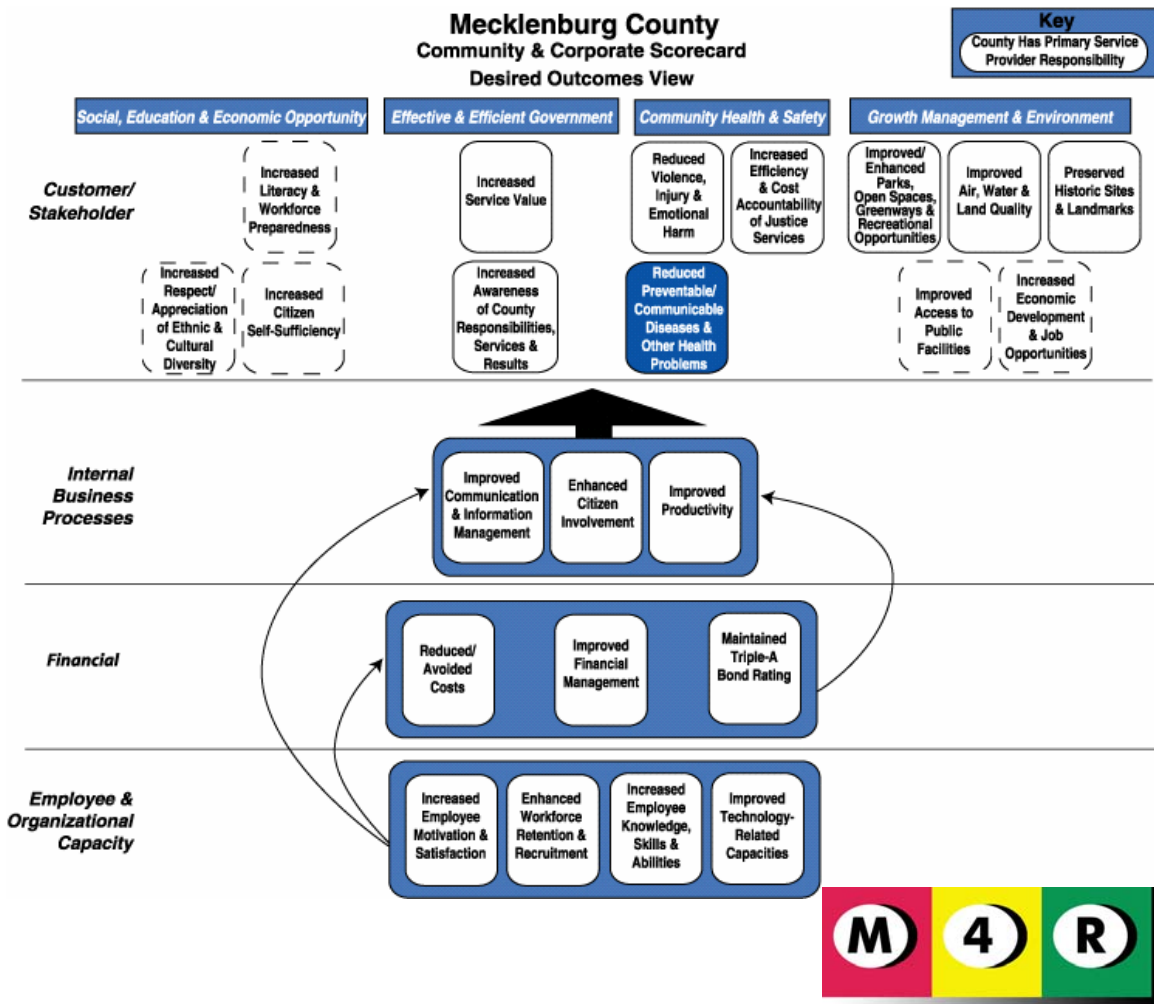 Mecklenburg County
Community & Corporate Scorecard
Desired Outcomes View
Key
County Has Primary Service
Provider Responsibility
Social, Education & Economic Opportunity
Effective & Efficient Government
Community Health & Safety
Growth Management & Environment
Customer/
Stakeholder
Increased
Literacy &
Workforce
Preparedness
Increased
Service Value
Reduced
Violence,
Injury &
Emotional
Harm
Increased
Efficiency
& Cost
Accountability
of Justice
Services
Improved/
Enhanced
Parks,
Open Spaces,
Greenways &
Recreational
Opportunities
Improved
Air, Water &
Land Quality
Preserved
Historic Sites
& Landmarks
Increased
Respect/
Appreciation
of Ethnic &
Cultural
Diversity
Increased
Citizen
Self-Sufficiency
Increased
Awareness
of County
Responsibilities,
Services &
Results
Reduced
Preventable/
Communicable
Diseases &
Other Health
Problems
Improved
Access to
Public
Facilities
Increased
Economic
Development
& Job
Opportunities
Internal
Business
Processes
Improved
Communication
& Information
Management
Enhanced
Citizen
Involvement
Improved
Productivity
Financial
Reduced/
Avoided
Costs
Improved
Financial
Management
Maintained
Triple-A
Bond Rating
Employee &
Organizational
Capacity
Increased
Employee
Motivation &
Satisfaction
Enhanced
Workforce
Retention &
Recruitment
Increased
Employee
Knowledge,
Skills &
Abilities
Improved
Technology-
Related
Capacities
M 4 R